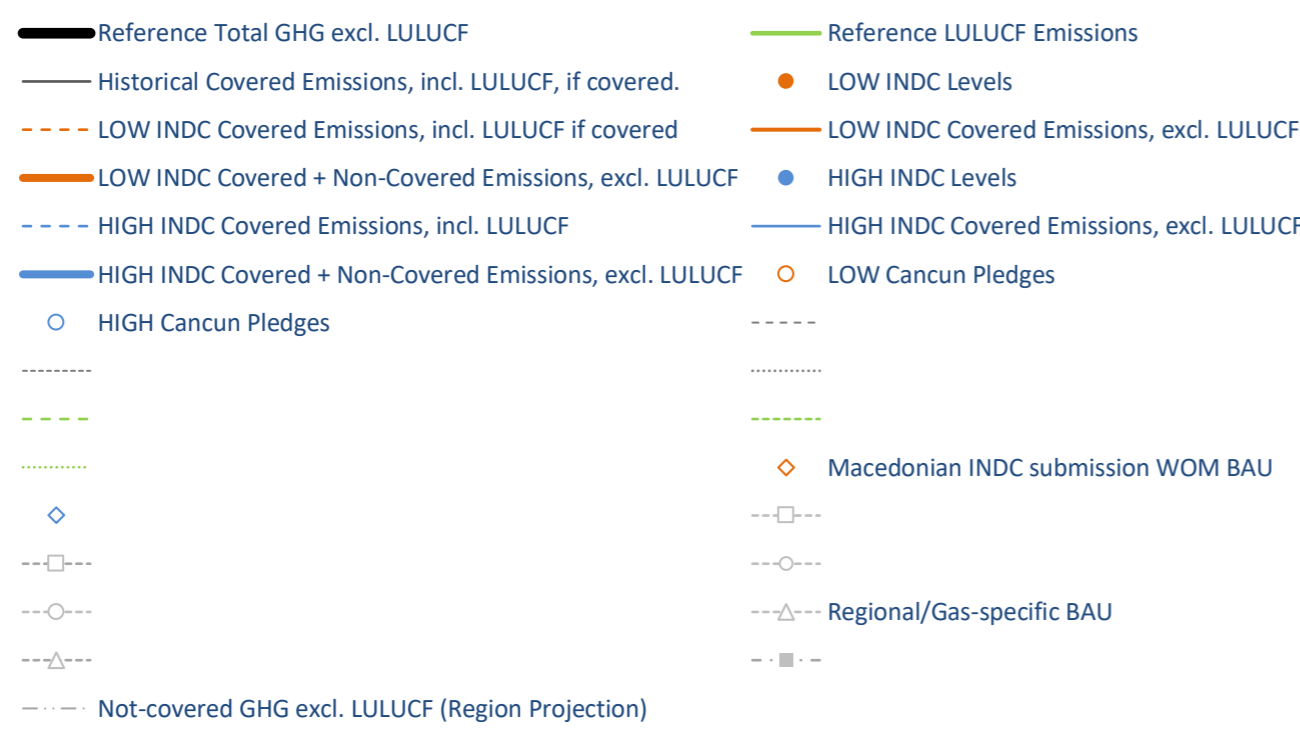 Reference Total GHG excl. LULUCF
Reference LULUCF Emissions
Historical Covered Emissions, incl. LULUCF, if covered.
LOW INDC Levels
LOW INDC Covered Emissions, incl. LULUCF if covered
LOW INDC Covered Emissions, excl. LULUCF
LOW INDC Covered + Non-Covered Emissions, excl. LULUCF
HIGH INDC Levels
HIGH INDC Covered Emissions, incl. LULUCF
HIGH INDC Covered Emissions, excl. LULUCF
HIGH INDC Covered + Non-Covered Emissions, excl. LULUCF
LOW Cancun Pledges
HIGH Cancun Pledges
Macedonian INDC submission WOM BAU
Regional/Gas-specific BAU
Not-covered GHG excl. LULUCF (Region Projection)